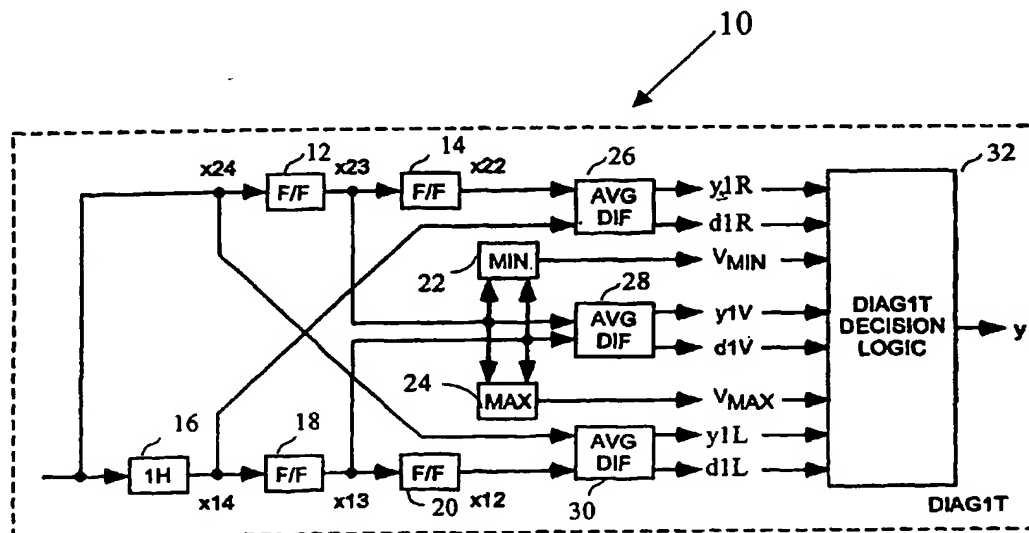 10
x24
12
F/F
x23
14
F/F
x22
26
AVG
DIF
y1R
d1R
32
22
MIN.
VMIN
28
AVG
DIF
y1V
d1V
DIAG1T
DECISION
LOGIC
y
24
MAX
VMAX
16
1H
x14
18
F/F
x13
F/F
20
x12
AVG
DIF
30
y1L
d1L
DIAG1T